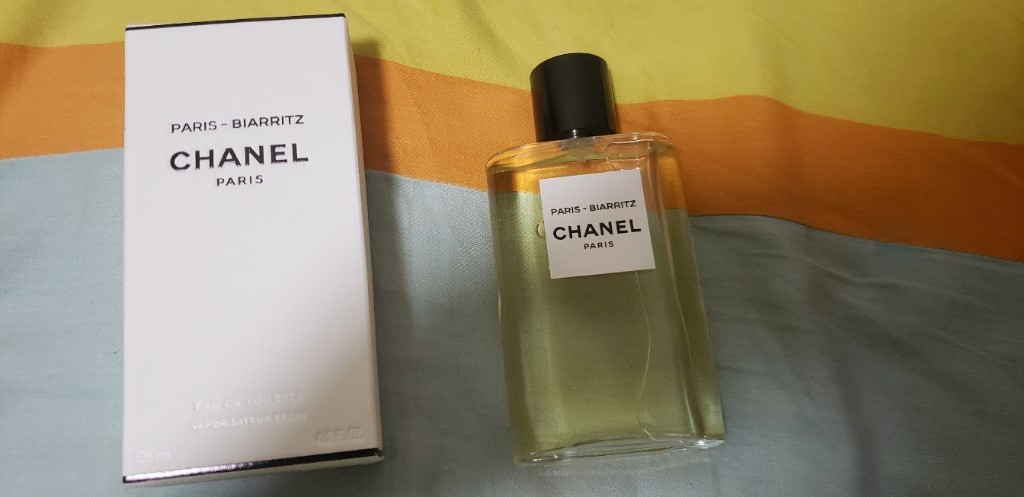 PARIS - BIARRITZ
CHANEL
PARIS
EAU DE TOILETTE
VAPORISATEUR SPRAY
125 ml
PARIS - BIARRITZ
CHANEL
PARIS